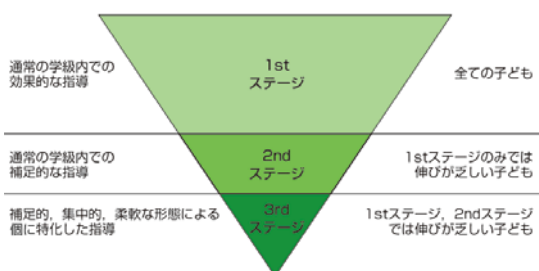 通常の学級内での
効果的な指導
1st
ステージ
全ての子ども
通常の学級内での
補足的な指導
2nd
ステージ
1stステージのみでは
伸びが乏しい子ども
補足的，集中的，柔軟な形態による
個に特化した指導
3rd
ステージ
1stステージ，2ndステージ
では伸びが乏しい子ども